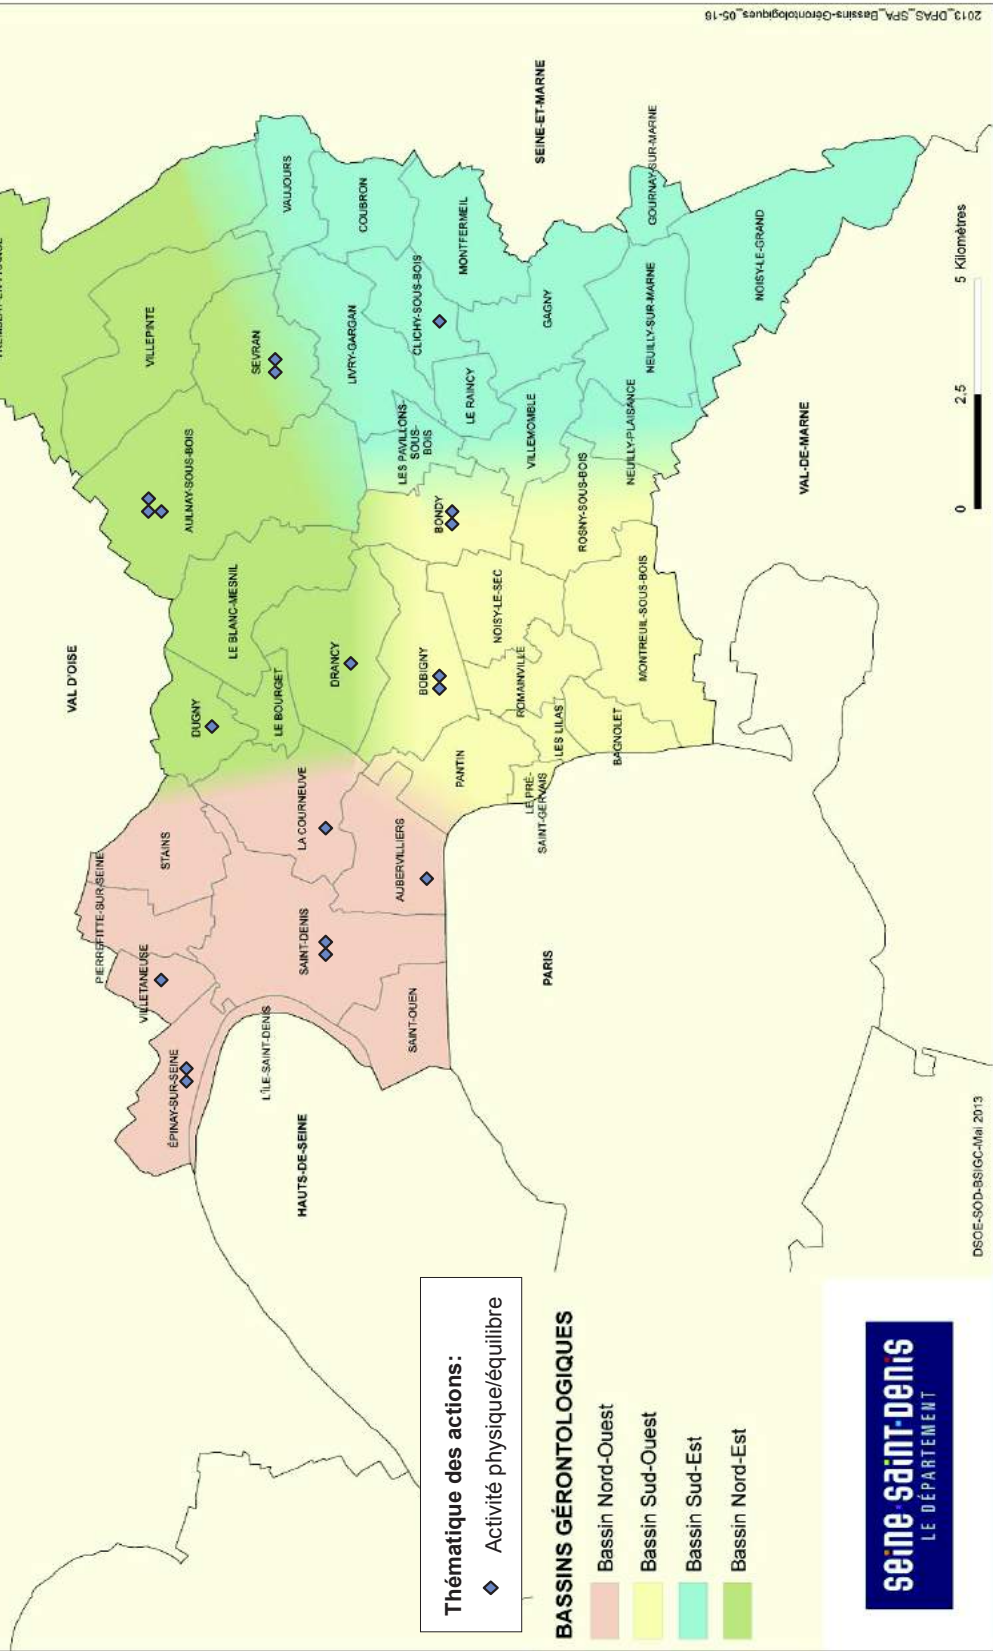 VAL D'OISE
VILLEPINTE
AULNAY-SOUS-BOIS
SEVRAN
VAUJOURS
COUBRON
MONTFERMEIL
CLICHY-SOUS-BOIS
LIVRY-GARGAN
LES PAVILLONS-
SOUS-
BOIS
LE RAINCY
GAGNY
VILLEMOMBLE
NEUILLY-SUR-MARNE
NEUILLY-PLAISANCE
GOURNAY-SUR-MARNE
NOISY-LE-GRAND
SEINE-ET-MARNE
ROSNY-SOUS-BOIS
BONDY
LE BLANC-MESNIL
DUGNY
LE BOURGET
DRANCY
BOBIGNY
NOISY-LE-SEC
ROMAINVILLE
MONTREUIL-SOUS-BOIS
LES LILAS
BAGNOLET
PANTIN
LE PRÉ-
SAINT-GERVAIS
STAINS
PIERREFITTE-SUR-SEINE
VILLETANEUSE
ÉPINAY-SUR-SEINE
L'ÎLE-SAINT-DENIS
SAINT-DENIS
LA COURNEUVE
AUBERVILLIERS
SAINT-OUEN
PARIS
HAUTS-DE-SEINE
VAL-DE-MARNE
0 2,5 5 Kilomètres
Thématique des actions:
Activité physique/équilibre
BASSINS GÉRONTOLOGIQUES
Bassin Nord-Ouest
Bassin Sud-Ouest
Bassin Sud-Est
Bassin Nord-Est
seine-saint-denis
LE DÉPARTEMENT
DSOE-SOD-BSIGC-Mai 2013
2013_DPAS_SPA_Bassins-Gérontologiques_05-16